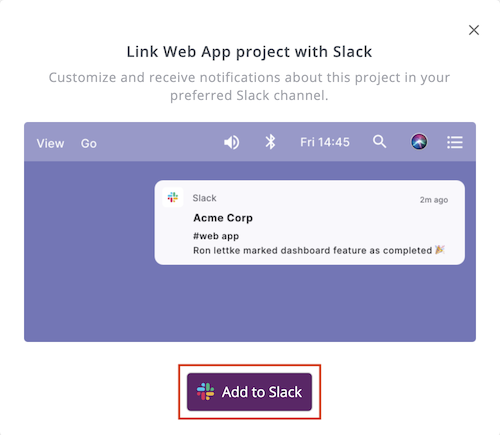 Link Web App project with Slack
Customize and receive notifications about this project in your
preferred Slack channel.
View Go Fri 14:45
Slack 2m ago
Acme Corp
#web app
Ron lettke marked dashboard feature as completed 🎉
Add to Slack